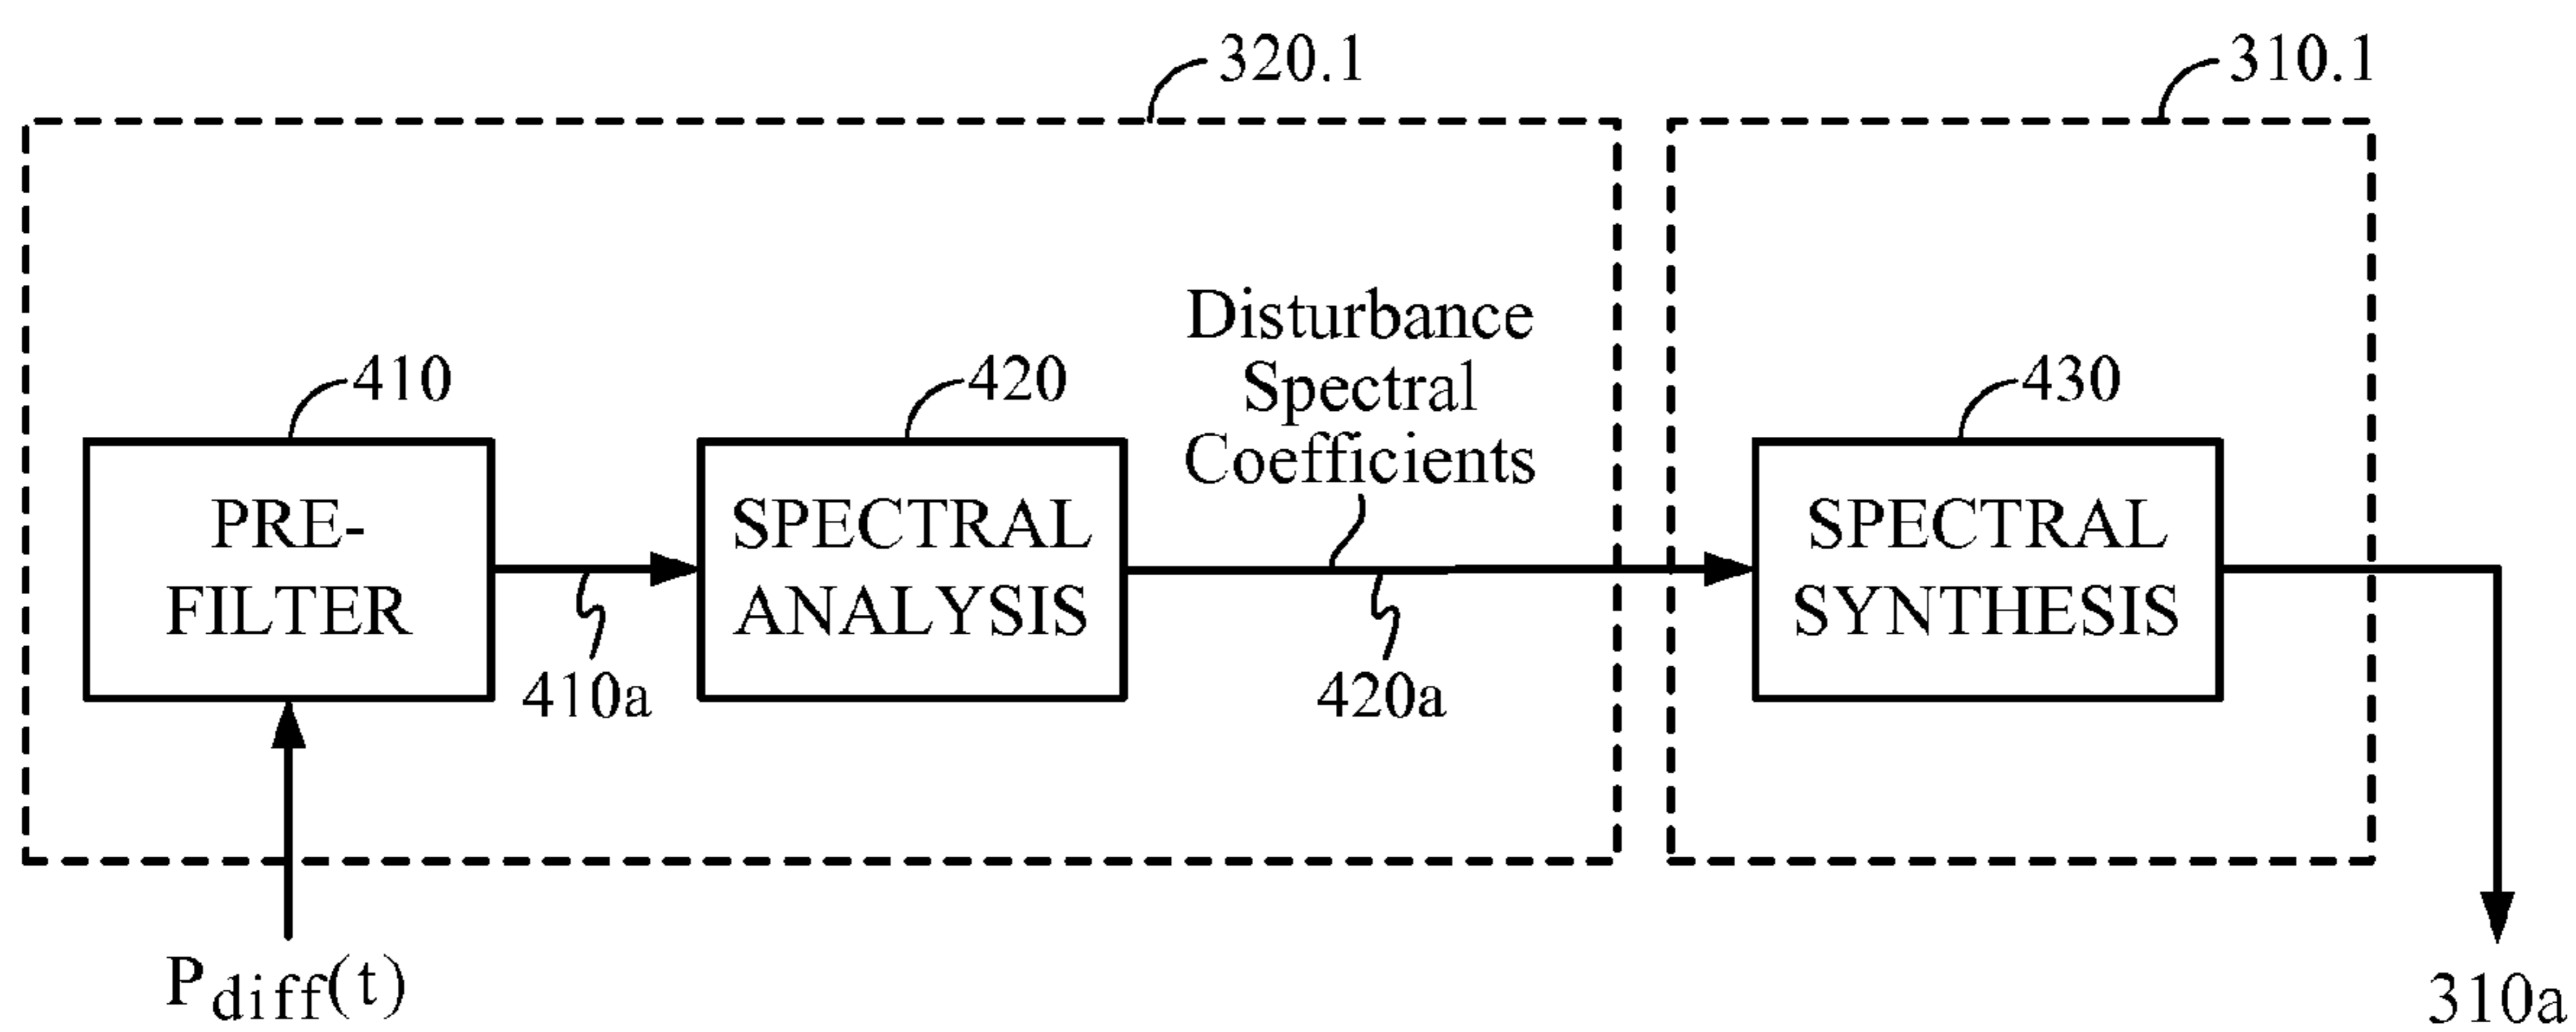 320.1
310.1
410
420
Disturbance
Spectral
Coefficients
430
PRE-
FILTER
SPECTRAL
ANALYSIS
SPECTRAL
SYNTHESIS
410a
420a
Pdiff(t)
310a